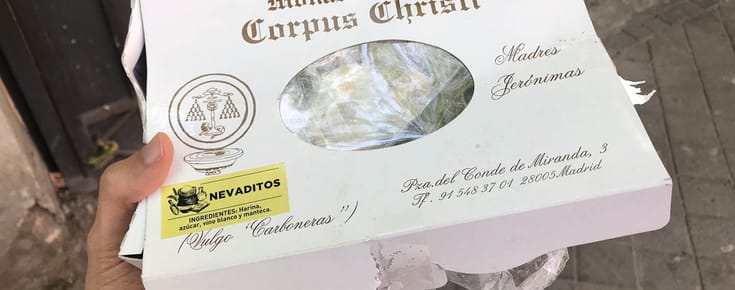 Corpus Christi
Madres
Jerónimas
NEVADITOS
INGREDIENTES: Harina,
azúcar, vino blanco y manteca.
(Vulgo "Carboneras")
Pza. del Conde de Miranda, 3
Tf. 91 548 37 01 28005 Madrid